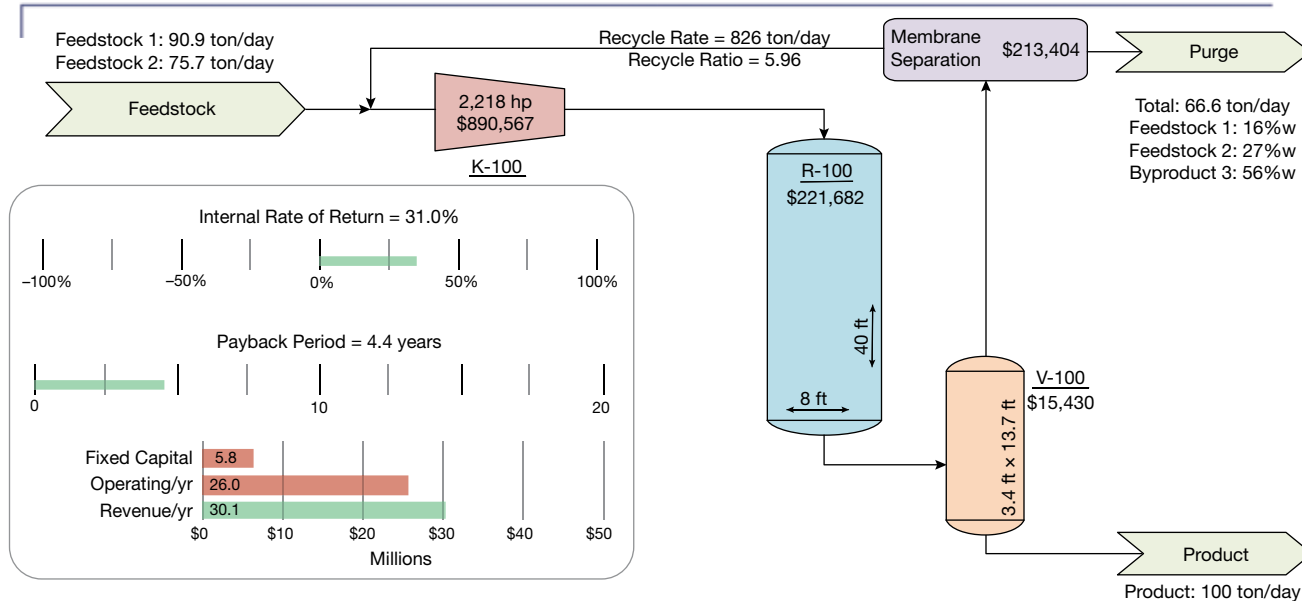 Feedstock 1: 90.9 ton/day
Feedstock 2: 75.7 ton/day
Feedstock
Recycle Rate = 826 ton/day
Recycle Ratio = 5.96
Membrane
Separation
$213,404
Purge
Total: 66.6 ton/day
Feedstock 1: 16%w
Feedstock 2: 27%w
Byproduct 3: 56%w
2,218 hp
$890,567
K-100
R-100
$221,682
40 ft
8 ft
V-100
$15,430
3.4 ft × 13.7 ft
Product
Product: 100 ton/day
Internal Rate of Return = 31.0%
–100% –50% 0% 50% 100%
Payback Period = 4.4 years
0 10 20
Fixed Capital 5.8
Operating/yr 26.0
Revenue/yr 30.1
$0 $10 $20 $30 $40 $50
Millions